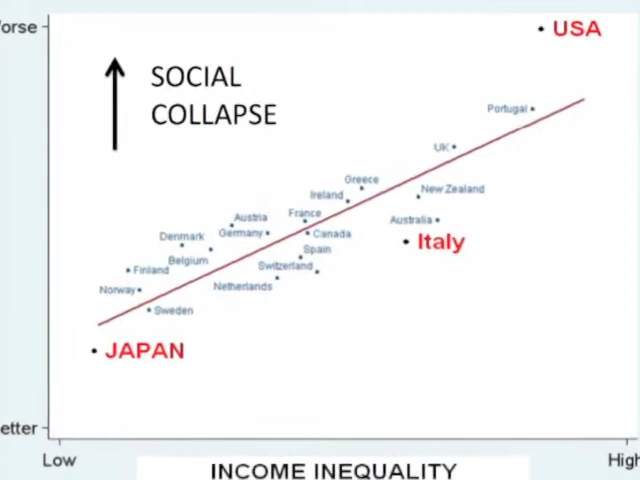 orse
USA
SOCIAL
COLLAPSE
Portugal
UK
Greece
New Zealand
Ireland
Austria
France
Australia
Denmark
Germany
Canada
Italy
Spain
Belgium
Finland
Switzerland
Norway
Netherlands
Sweden
JAPAN
etter
Low
High
INCOME INEQUALITY